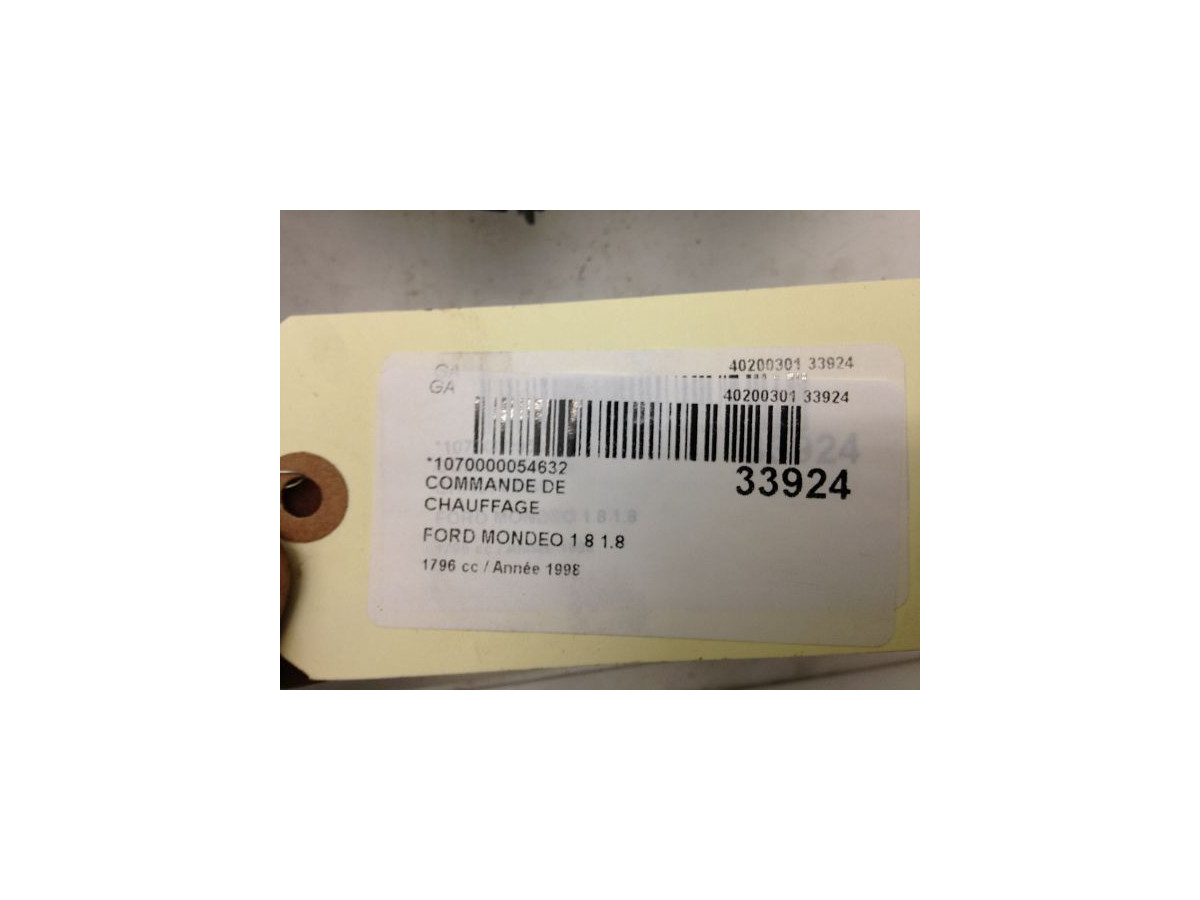 GA
40200301 33924
GA
40200301 33924
*1070000054632
33924
COMMANDE DE
CHAUFFAGE
FORD MONDEO 1 8 1.8
1796 cc / Année 1998